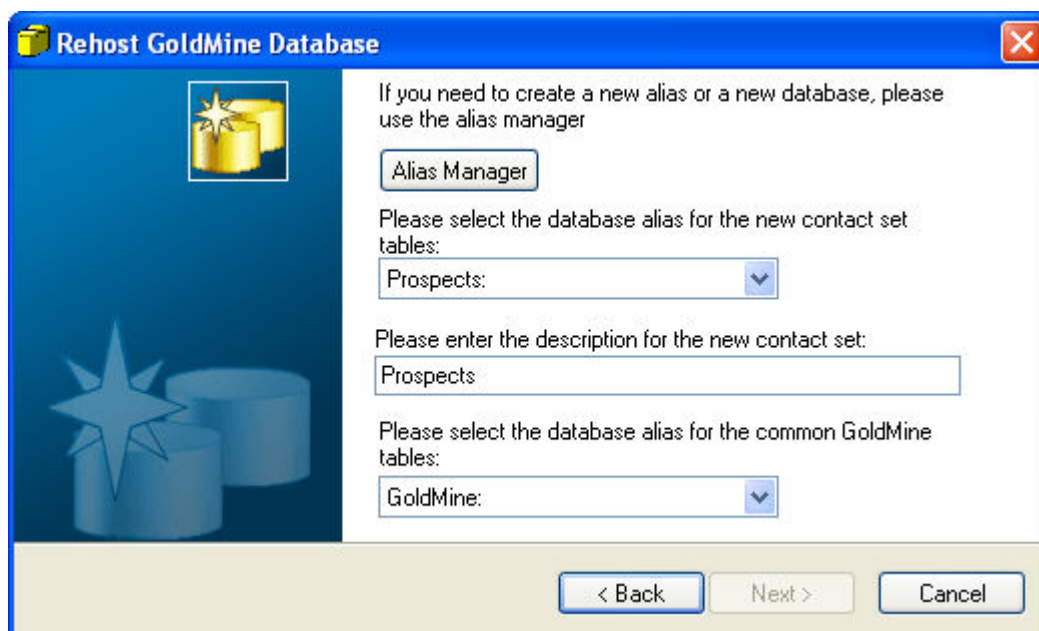 Rehost GoldMine Database
If you need to create a new alias or a new database, please
use the alias manager
Alias Manager
Please select the database alias for the new contact set
tables:
Prospects:
Please enter the description for the new contact set:
Prospects
Please select the database alias for the common GoldMine
tables:
GoldMine:
< Back
Next >
Cancel